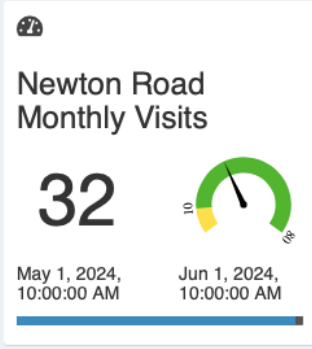 Newton Road
Monthly Visits
32
10
80
May 1, 2024,
10:00:00 AM
Jun 1, 2024,
10:00:00 AM